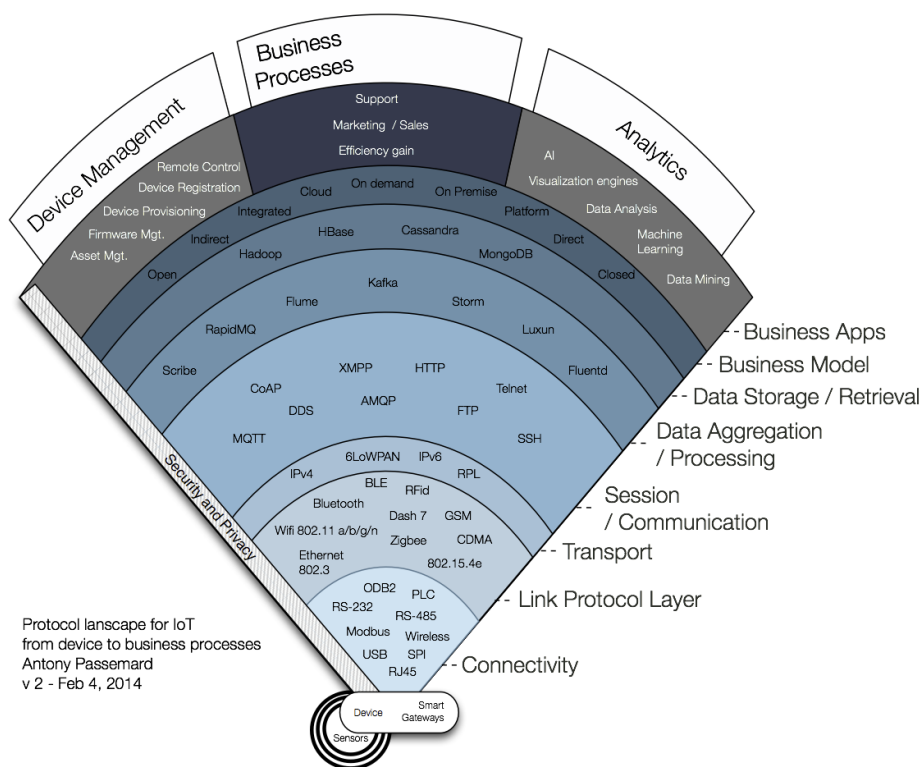 Business
Processes
Device Management
Analytics
Support
Marketing / Sales
Efficiency gain
Remote Control
Device Registration
Device Provisioning
Firmware Mgt.
Asset Mgt.
AI
Visualization engines
Data Analysis
Machine
Learning
Data Mining
Open
Indirect
Integrated
Cloud
On demand
On Premise
Platform
Direct
Closed
Hadoop
HBase
Cassandra
MongoDB
Scribe
RapidMQ
Flume
Kafka
Storm
Luxun
Fluentd
MQTT
CoAP
DDS
XMPP
AMQP
HTTP
FTP
Telnet
SSH
IPv4
6LoWPAN
IPv6
RPL
BLE
RFid
Bluetooth
Dash 7
GSM
Wifi 802.11 a/b/g/n
Zigbee
CDMA
Ethernet
802.3
802.15.4e
ODB2
PLC
RS-232
RS-485
Modbus
Wireless
USB
SPI
RJ45
Security and Privacy
Business Apps
Business Model
Data Storage / Retrieval
Data Aggregation
/ Processing
Session
/ Communication
Transport
Link Protocol Layer
Connectivity
Protocol lanscape for IoT
from device to business processes
Antony Passemard
v 2 - Feb 4, 2014
Device
Smart
Gateways
Sensors